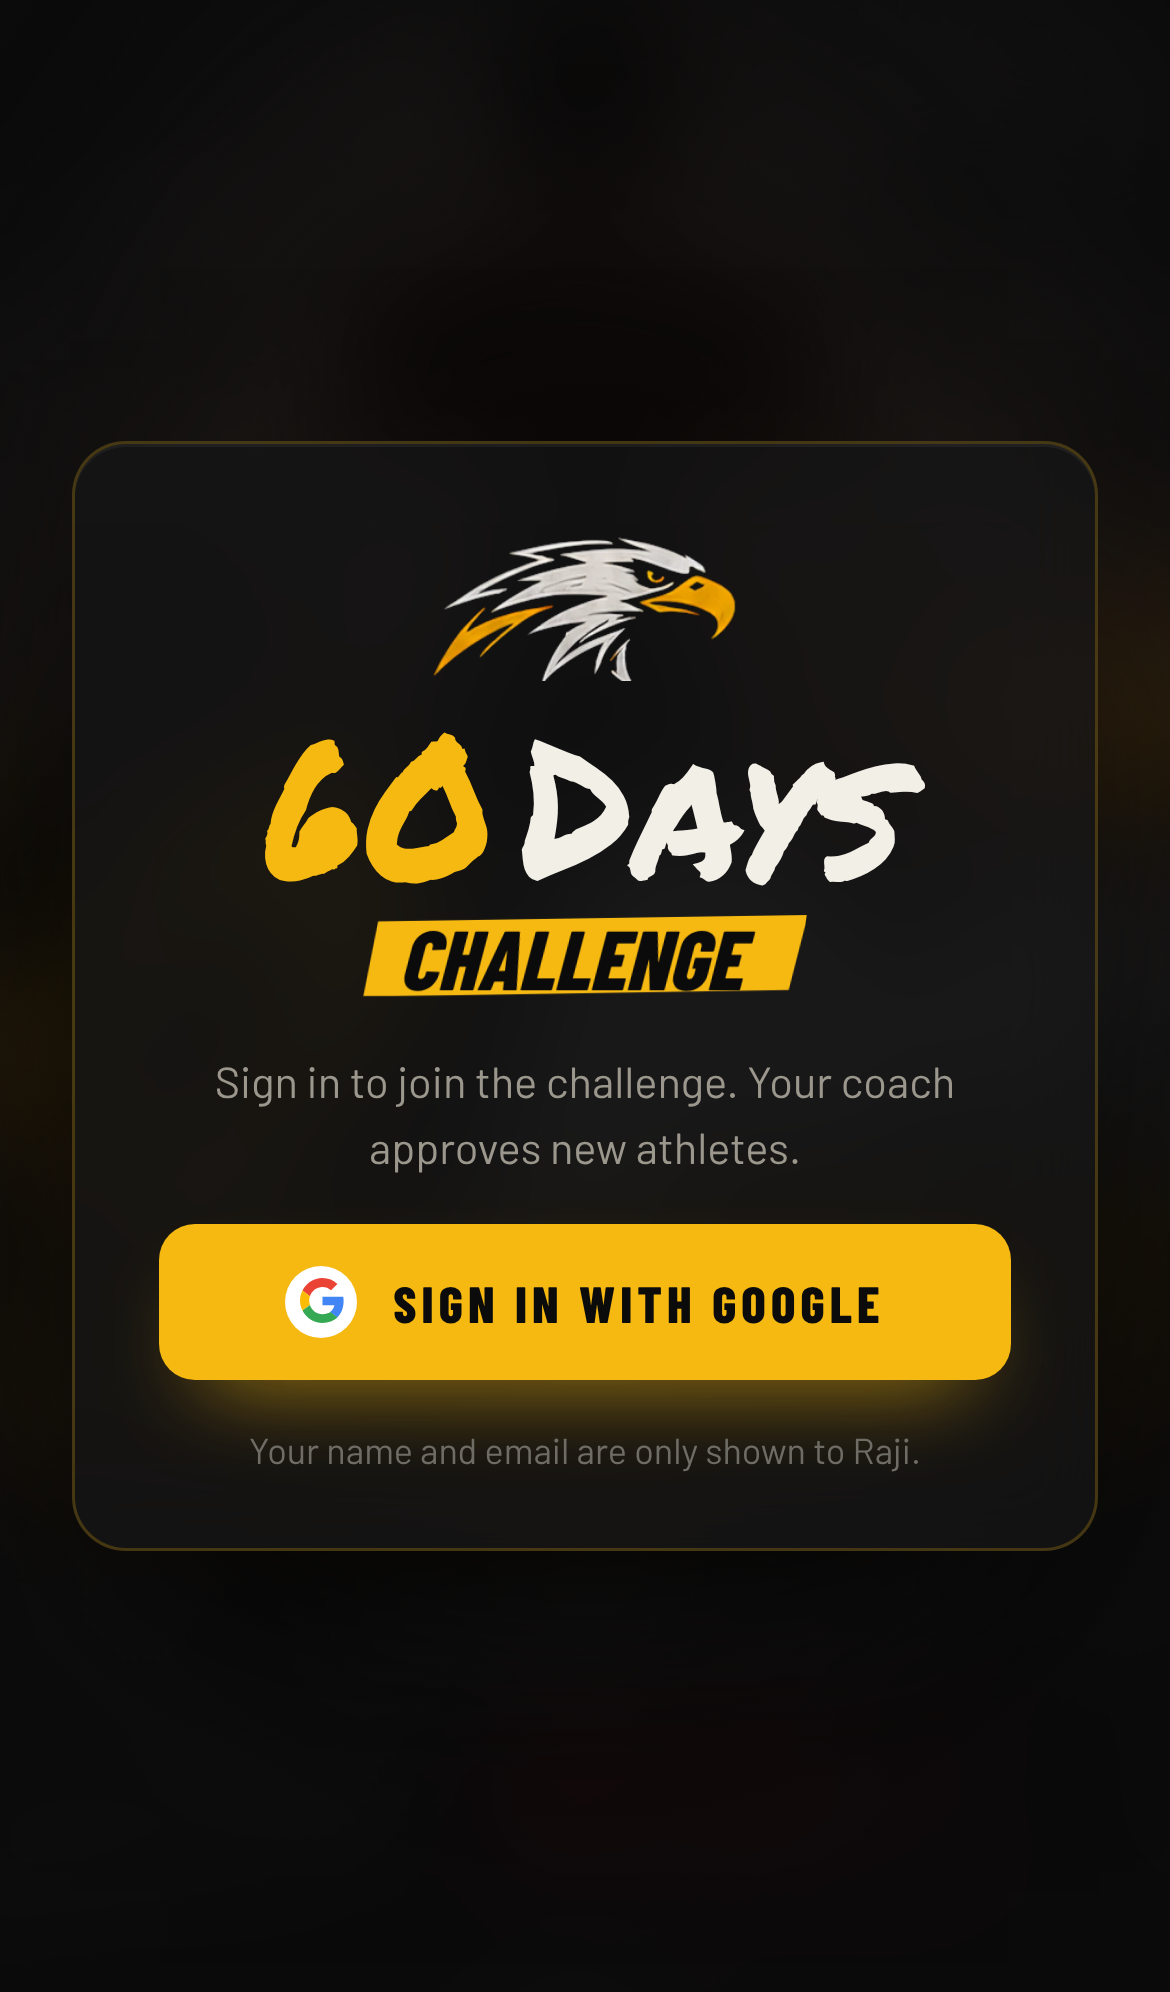 60 DAYS
CHALLENGE
Sign in to join the challenge. Your coach
approves new athletes.
SIGN IN WITH GOOGLE
Your name and email are only shown to Raji.